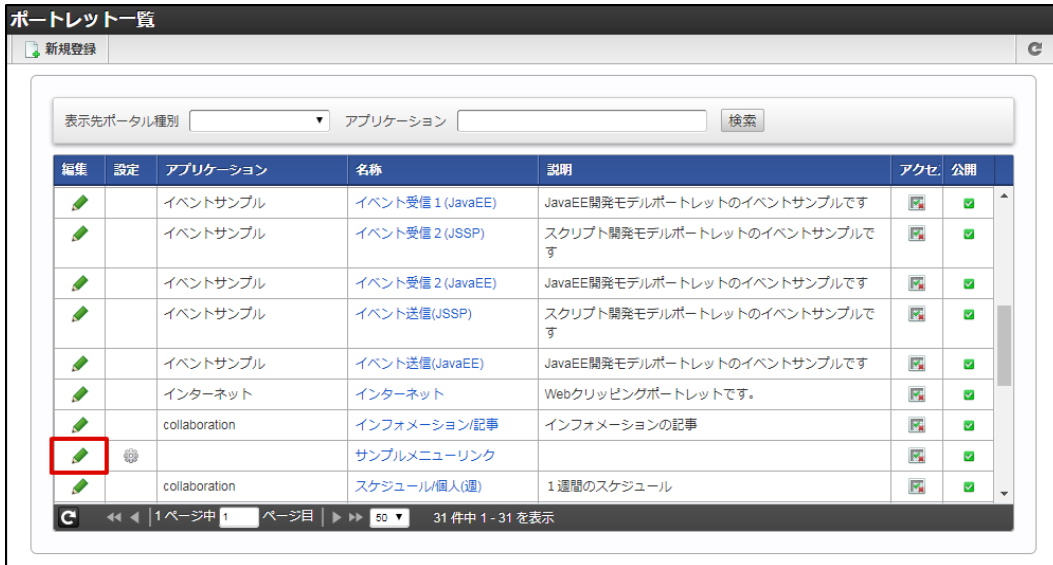 ポートレット一覧
新規登録
表示先ポータル種別 アプリケーション 検索
編集 設定 アプリケーション 名称 説明 アクセ 公開
イベントサンプル イベント受信1(JavaEE) JavaEE開発モデルポートレットのイベントサンプルです
イベントサンプル イベント受信2(JSSP) スクリプト開発モデルポートレットのイベントサンプルで
す
イベントサンプル イベント受信2(JavaEE) JavaEE開発モデルポートレットのイベントサンプルです
イベントサンプル イベント送信(JSSP) スクリプト開発モデルポートレットのイベントサンプルで
す
イベントサンプル イベント送信(JavaEE) JavaEE開発モデルポートレットのイベントサンプルです
インターネット インターネット Webクリッピングポートレットです。
collaboration インフォメーション/記事 インフォメーションの記事
サンプルメニューリンク
collaboration スケジュール/個人(週) 1週間のスケジュール
1ページ中 1 ページ目 50 31 件中 1 - 31 を表示